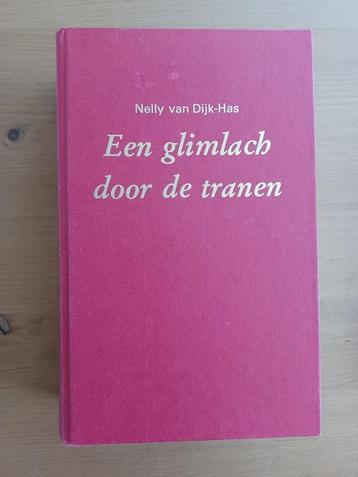 Nelly van Dijk-Has
Een glimlach
door de tranen